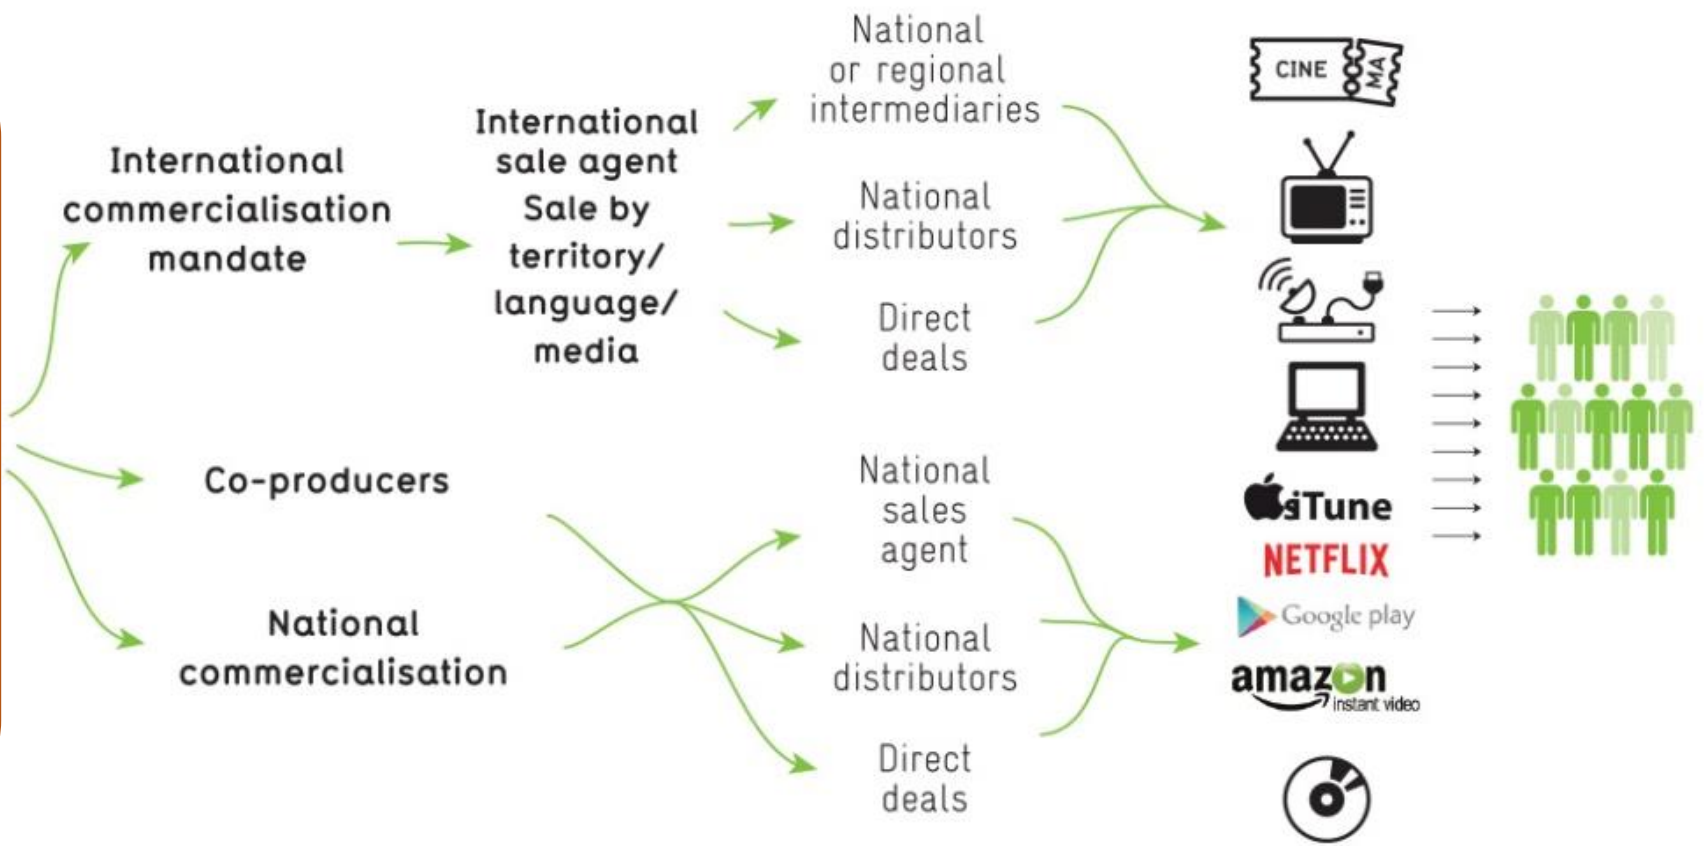 International
commercialisation
mandate
International
sale agent
Sale by
territory/
language/
media
National
or regional
intermediaries
National
distributors
Direct
deals
Co-producers
National
commercialisation
National
sales
agent
National
distributors
Direct
deals
CINE MA
iTune
NETFLIX
Google play
amazon
instant video